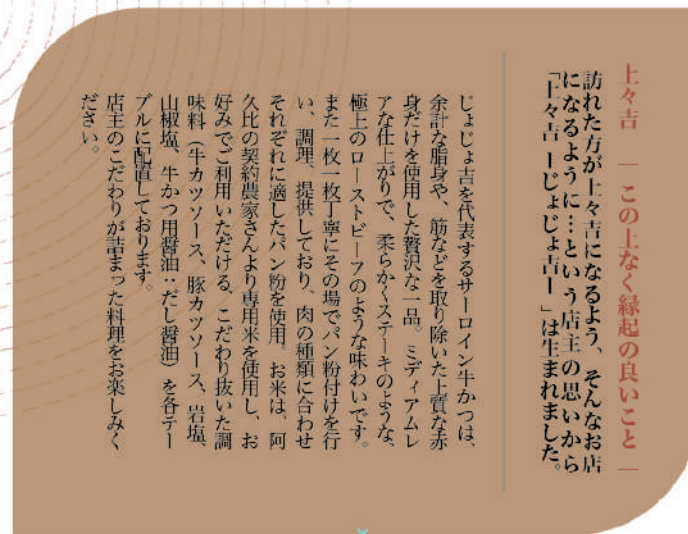 上々吉 ― この上なく縁起の良いこと ―
訪れた方が上々吉になるよう、そんなお店
になるように…という店主の思いから
「上々吉 ーじょじょ吉ー 」は生まれました。
じょじょ吉を代表するサーロイン牛かつは、
余計な脂身や、筋などを取り除いた上質な赤
身だけを使用した贅沢な一品。ミディアムレ
アな仕上がりで、柔らかくステーキのような、
極上のローストビーフのような味わいです。
また一枚一枚丁寧にその場でパン粉付けを行
い、調理、提供しており、肉の種類に合わせ
それぞれに適したパン粉を使用。お米は、阿
久比の契約農家さんより専用米を使用し、お
好みでご利用いただける、こだわり抜いた調
味料（牛カツソース、豚カツソース、岩塩、
山椒塩、牛かつ用醤油：だし醤油）を各テー
ブルに配置しております。
店主のこだわりが詰まった料理をお楽しみく
ださい。